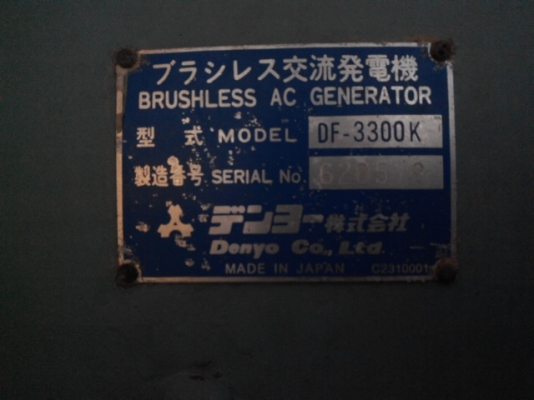 ブラシレス交流発電機
BRUSHLESS AC GENERATOR
型式 MODEL DF-3300K
製造番号 SERIAL No.
デンヨー株式会社
Denyo Co., Ltd.
MADE IN JAPAN C2310001